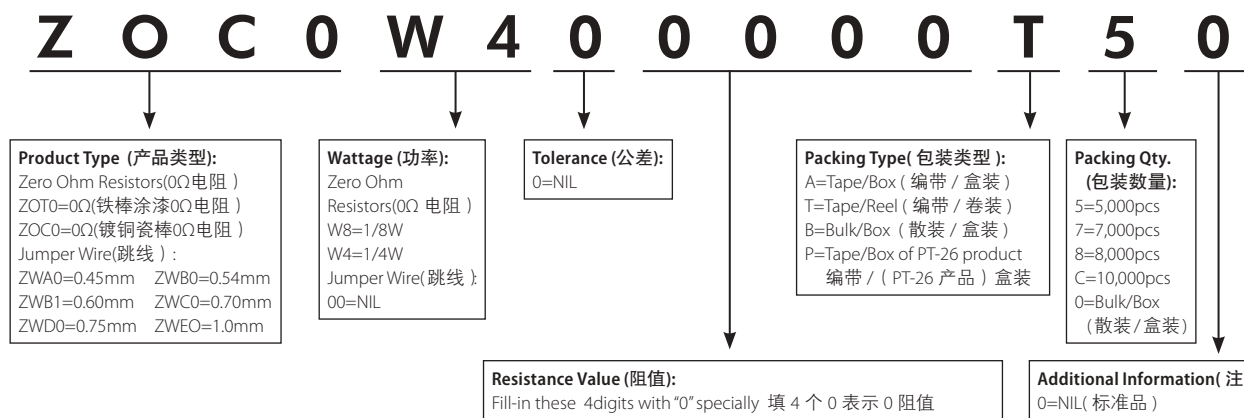 Z O C 0 W 4 0 0 0 0 0 T 5 0
Product Type (产品类型):
Zero Ohm Resistors(0Ω电阻)
ZOT0=0Ω(铁棒涂漆0Ω电阻)
ZOC0=0Ω(镀铜瓷棒0Ω电阻)
Jumper Wire(跳线):
ZWA0=0.45mm ZWB0=0.54mm
ZWB1=0.60mm ZWC0=0.70mm
ZWD0=0.75mm ZWEO=1.0mm
Wattage (功率):
Zero Ohm
Resistors(0Ω 电阻)
W8=1/8W
W4=1/4W
Jumper Wire(跳线):
00=NIL
Tolerance (公差):
0=NIL
Packing Type( 包装类型 ):
A=Tape/Box ( 编带 / 盒装 )
T=Tape/Reel ( 编带 / 卷装 )
B=Bulk/Box ( 散装 / 盒装 )
P=Tape/Box of PT-26 product
编带 / ( PT-26 产品 ) 盒装
Packing Qty.
(包装数量):
5=5,000pcs
7=7,000pcs
8=8,000pcs
C=10,000pcs
0=Bulk/Box
(散装/盒装)
Resistance Value (阻值):
Fill-in these 4digits with "0" specially 填 4 个 0 表示 0 阻值
Additional Information( 注
0=NIL( 标准品 )